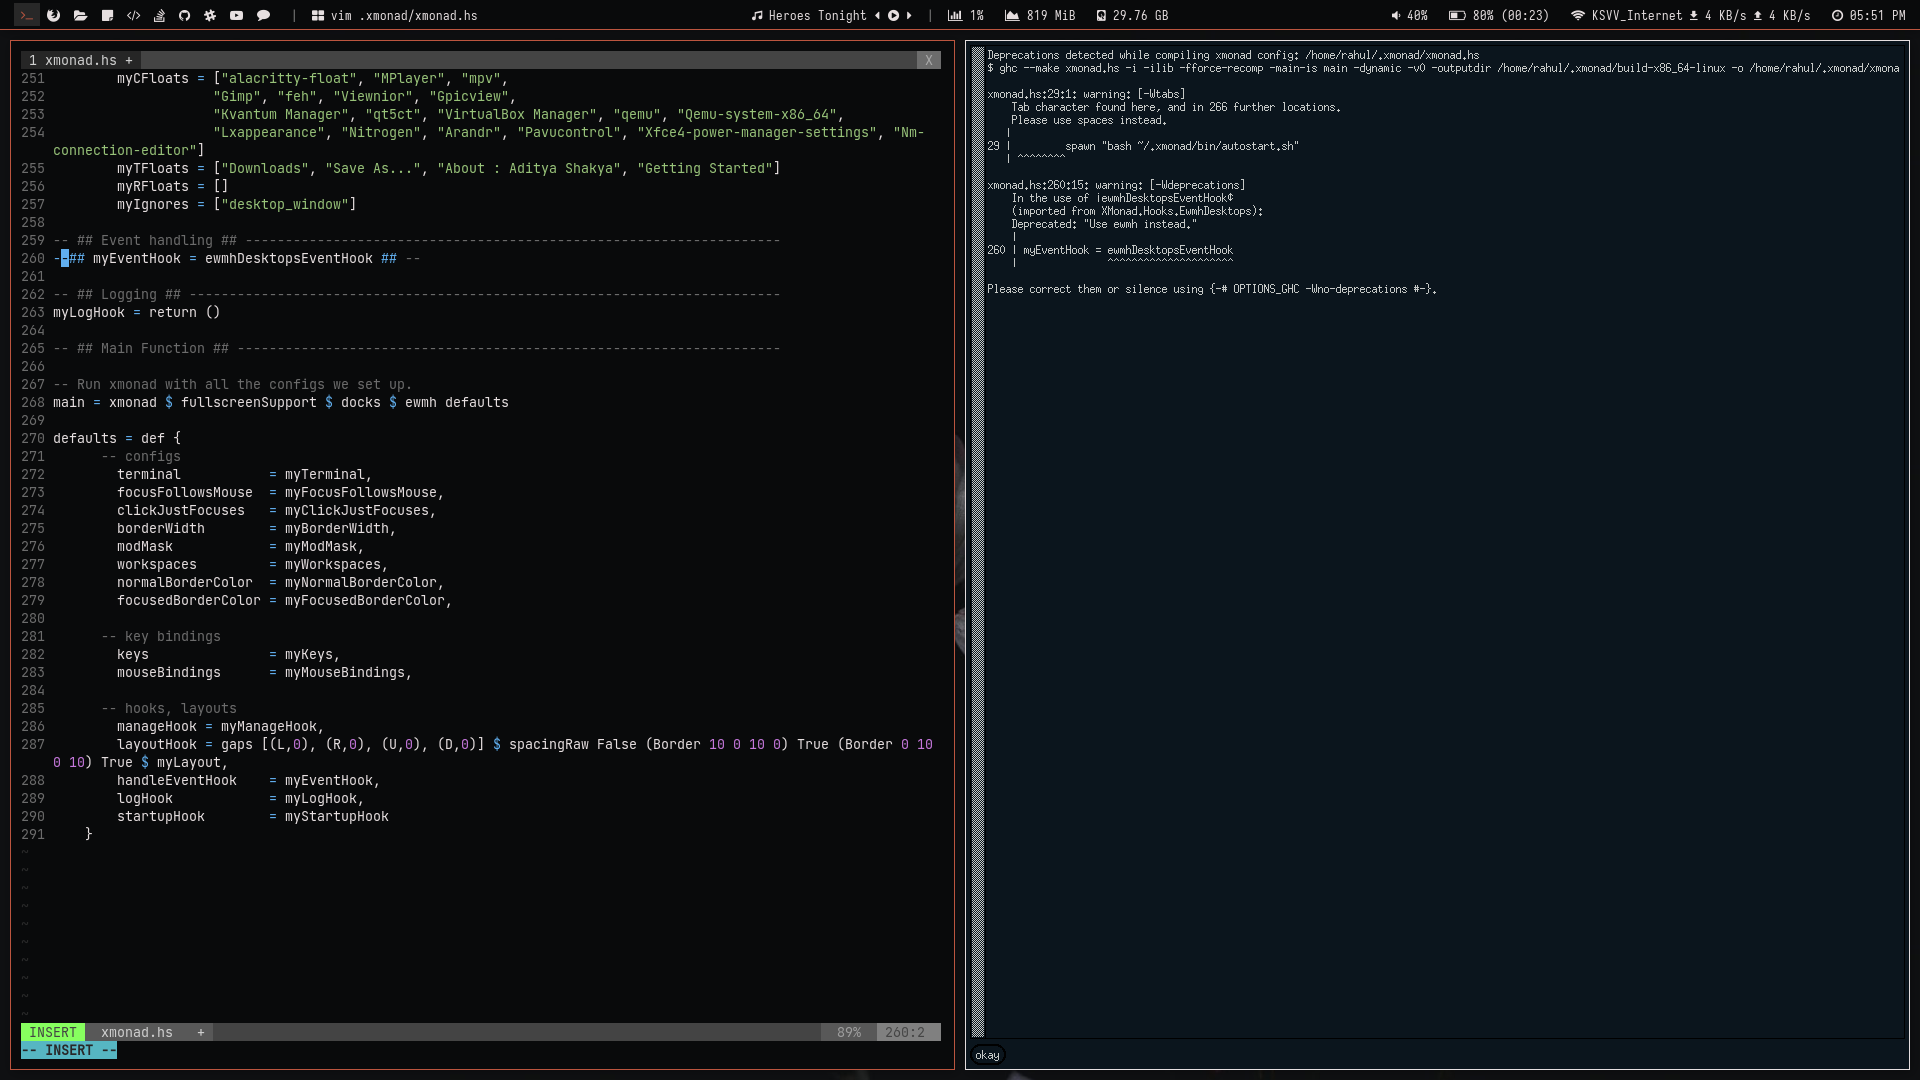 vim .xmonad/xmonad.hs
Heroes Tonight
1%
819 MiB
29.76 GB
40%
80% (00:23)
KSVV_Internet
4 KB/s
4 KB/s
05:51 PM
1 xmonad.hs +
X
251         myCFloats = ["alacritty-float", "MPlayer", "mpv",
252                     "Gimp", "feh", "Viewnior", "Gpicview",
253                     "Kvantum Manager", "qt5ct", "VirtualBox Manager", "qemu", "Qemu-system-x86_64",
254                     "Lxappearance", "Nitrogen", "Arandr", "Pavucontrol", "Xfce4-power-manager-settings", "Nm-
connection-editor"]
255         myTFloats = ["Downloads", "Save As...", "About : Aditya Shakya", "Getting Started"]
256         myRFloats = []
257         myIgnores = ["desktop_window"]
258
259 -- ## Event handling ## -------------------------------------------------------------------
260 --## myEventHook = ewmhDesktopsEventHook ## --
261
262 -- ## Logging ## --------------------------------------------------------------------------
263 myLogHook = return ()
264
265 -- ## Main Function ## --------------------------------------------------------------------
266
267 -- Run xmonad with all the configs we set up.
268 main = xmonad $ fullscreenSupport $ docks $ ewmh defaults
269
270 defaults = def {
271       -- configs
272         terminal           = myTerminal,
273         focusFollowsMouse  = myFocusFollowsMouse,
274         clickJustFocuses   = myClickJustFocuses,
275         borderWidth        = myBorderWidth,
276         modMask            = myModMask,
277         workspaces         = myWorkspaces,
278         normalBorderColor  = myNormalBorderColor,
279         focusedBorderColor = myFocusedBorderColor,
280
281       -- key bindings
282         keys               = myKeys,
283         mouseBindings      = myMouseBindings,
284
285       -- hooks, layouts
286         manageHook = myManageHook,
287         layoutHook = gaps [(L,0), (R,0), (U,0), (D,0)] $ spacingRaw False (Border 10 0 10 0) True (Border 0 10
0 10) True $ myLayout,
288         handleEventHook    = myEventHook,
289         logHook            = myLogHook,
290         startupHook        = myStartupHook
291     }
~
~
~
~
~
~
~
~
~
~
INSERT  xmonad.hs   +   89%   260:2
-- INSERT --
Deprecations detected while compiling xmonad config: /home/rahul/.xmonad/xmonad.hs
$ ghc --make xmonad.hs -i -ilib -fforce-recomp -main-is main -dynamic -v0 -outputdir /home/rahul/.xmonad/build-x86_64-linux -o /home/rahul/.xmonad/xmona
xmonad.hs:29:1: warning: [-Wtabs]
    Tab character found here, and in 266 further locations.
    Please use spaces instead.
   |
29 |         spawn "bash ~/.xmonad/bin/autostart.sh"
   | ^^^^^^^^
xmonad.hs:260:15: warning: [-Wdeprecations]
    In the use of ¡ewmhDesktopsEventHook¢
    (imported from XMonad.Hooks.EwmhDesktops):
    Deprecated: "Use ewmh instead."
    |
260 | myEventHook = ewmhDesktopsEventHook
    |               ^^^^^^^^^^^^^^^^^^^^^
Please correct them or silence using {-# OPTIONS_GHC -Wno-deprecations #-}.
okay